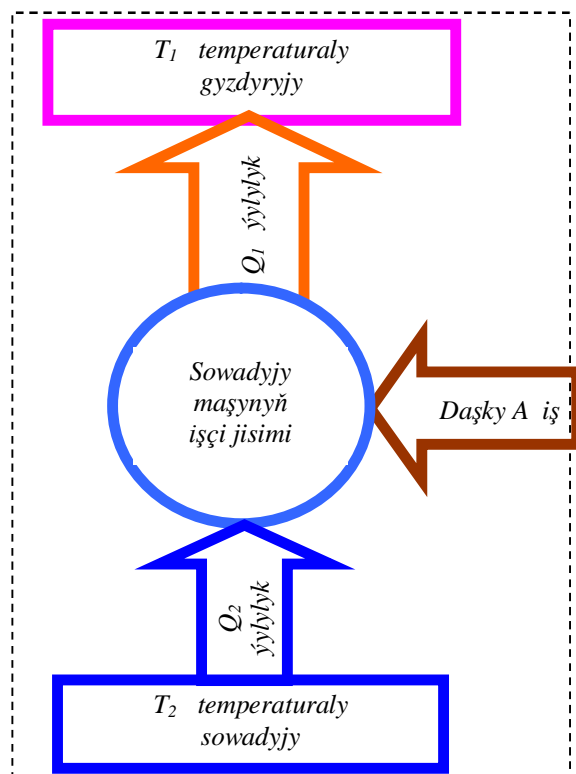 T₁ temperaturaly
gyzdyryjy
Q₁ ýylylyk
Sowadyjy
maşynyň
işçi jisimi
Daşky A iş
Q₂
ýylylyk
T₂ temperaturaly
sowadyjy